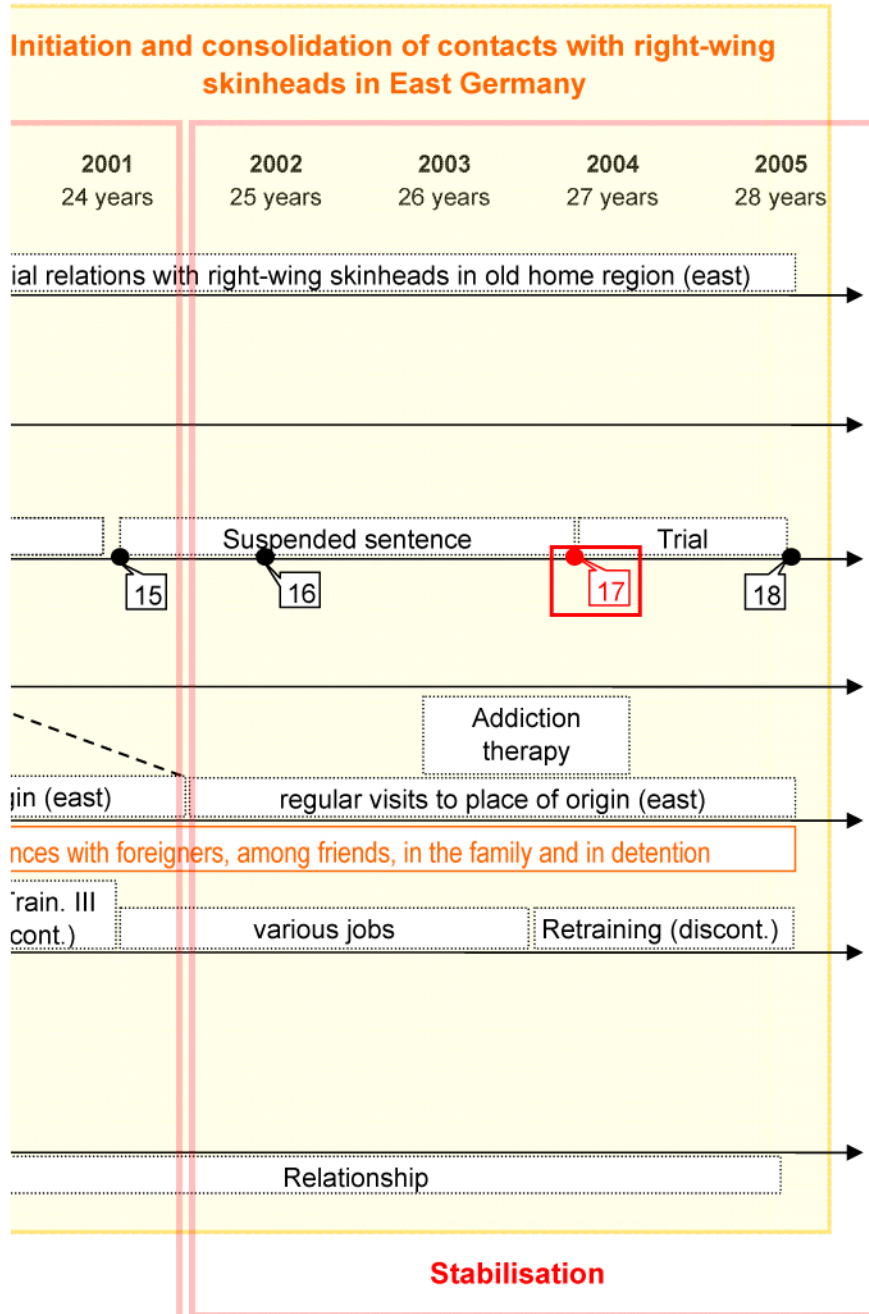 Initiation and consolidation of contacts with right-wing
skinheads in East Germany
2001 2002 2003 2004 2005
24 years 25 years 26 years 27 years 28 years
ial relations with right-wing skinheads in old home region (east)
Suspended sentence Trial
15 16 17 18
Addiction
therapy
gin (east) regular visits to place of origin (east)
nces with foreigners, among friends, in the family and in detention
Train. III
cont.) various jobs Retraining (discont.)
Relationship
Stabilisation